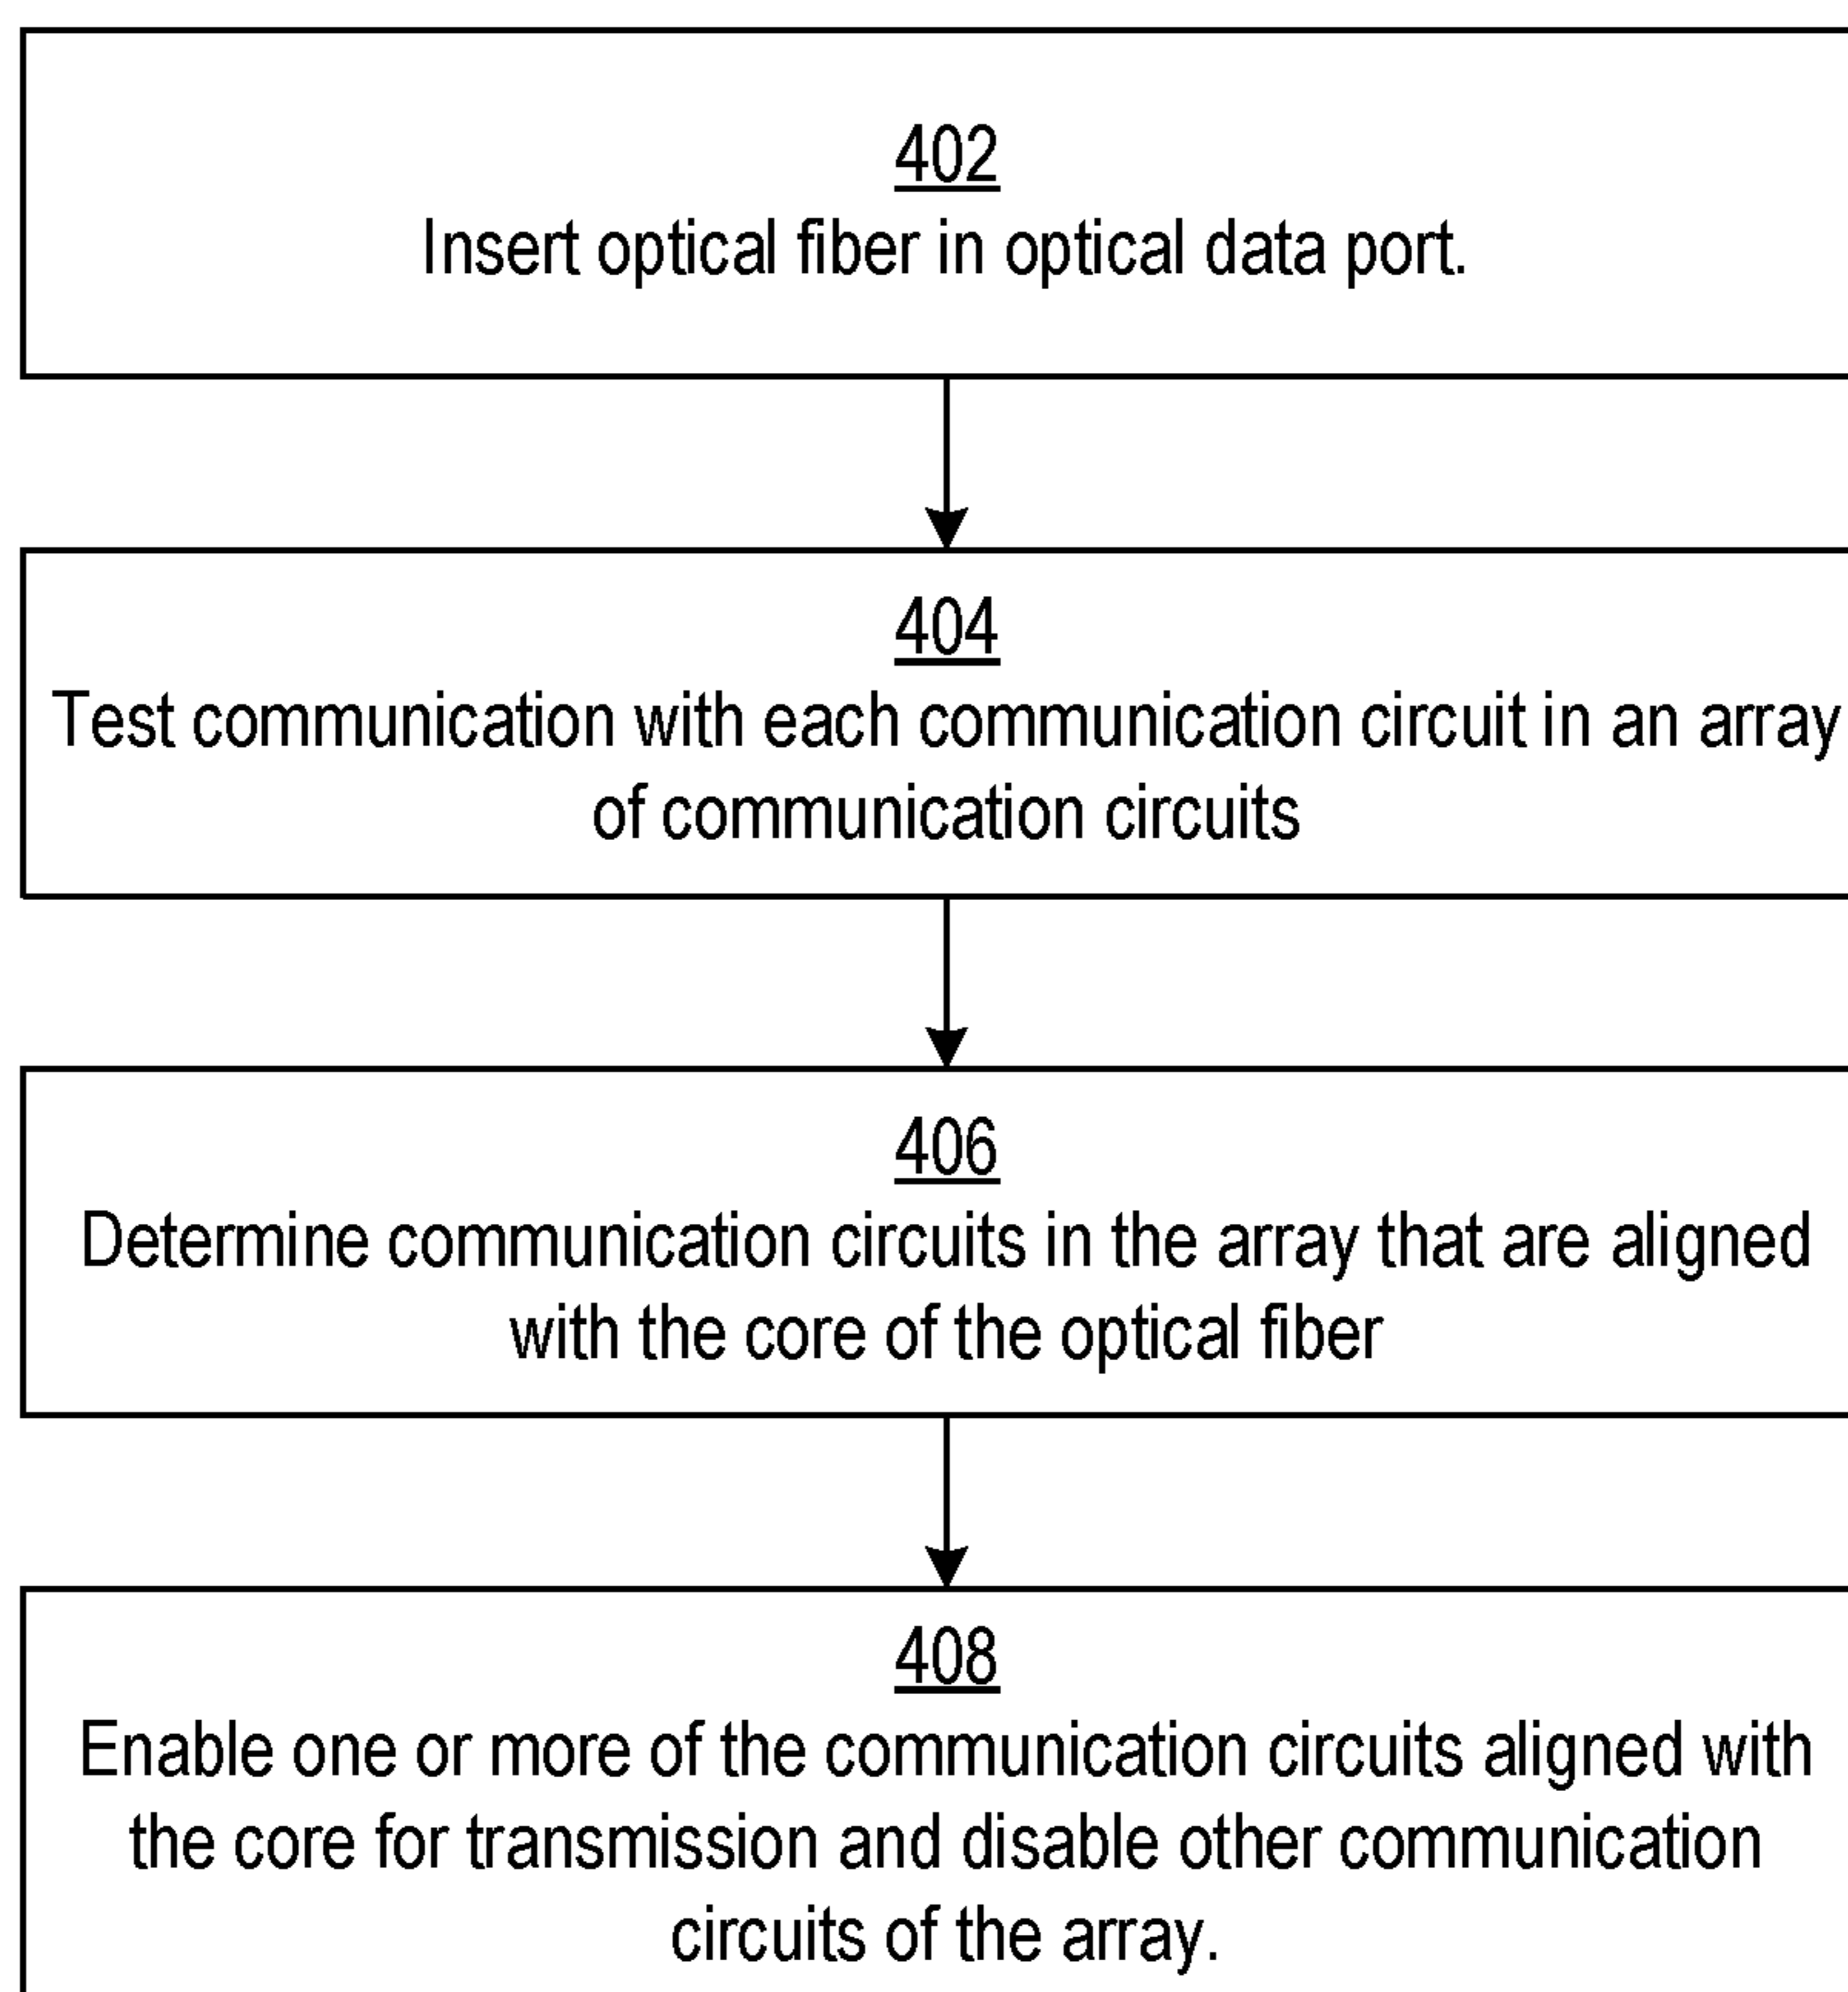 402
Insert optical fiber in optical data port.
404
Test communication with each communication circuit in an array
of communication circuits
406
Determine communication circuits in the array that are aligned
with the core of the optical fiber
408
Enable one or more of the communication circuits aligned with
the core for transmission and disable other communication
circuits of the array.